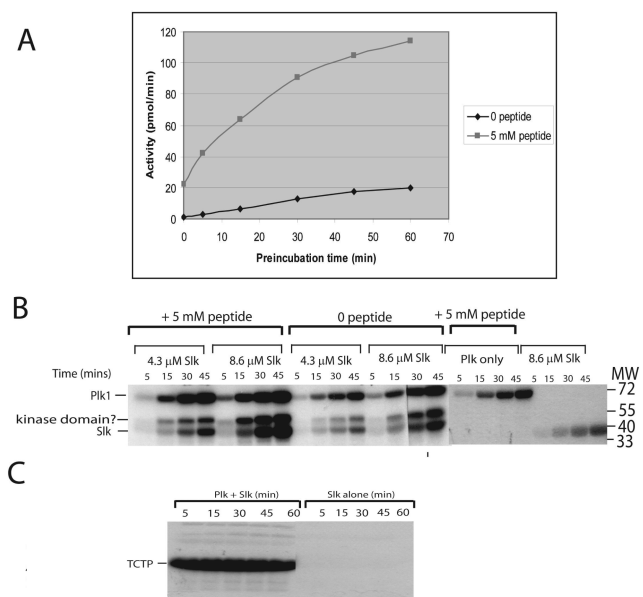 A
120
100
80
60
40
20
0
Activity (pmol/min)
0 10 20 30 40 50 60 70
Preincubation time (min)
0 peptide
5 mM peptide
B
+ 5 mM peptide 0 peptide + 5 mM peptide
4.3 µM Slk 8.6 µM Slk 4.3 µM Slk 8.6 µM Slk Plk only 8.6 µM Slk
Time (mins) 5 15 30 45 5 15 30 45 5 15 30 45 5 15 30 45 5 15 30 45 5 15 30 45 MW
Plk1 72
55
kinase domain? 40
Slk 33
C
Plk + Slk (min) Slk alone (min)
5 15 30 45 60 5 15 30 45 60
TCTP